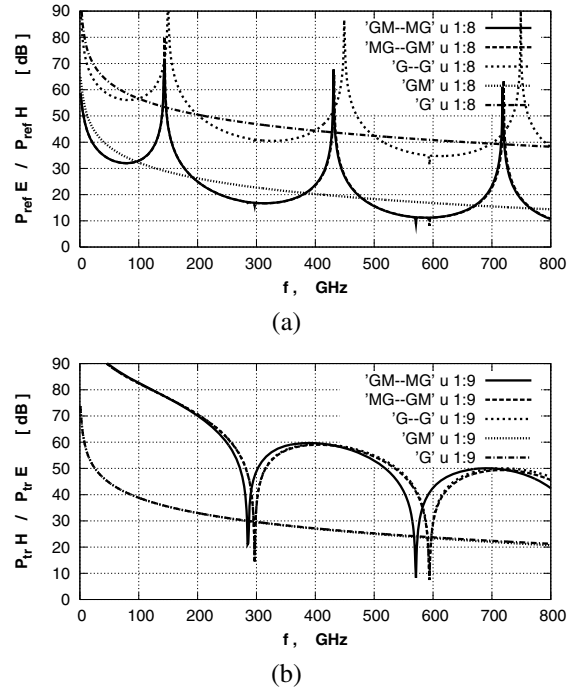 (a)
P_ref E / P_ref H [ dB]
90
80
70
60
50
40
30
20
10
0
'GM--MG' u 1:8
'MG--GM' u 1:8
'G--G' u 1:8
'GM' u 1:8
'G' u 1:8
0 100 200 300 400 500 600 700 800
f , GHz
(a)
P_tr H / P_tr E [ dB]
90
80
70
60
50
40
30
20
10
0
'GM--MG' u 1:9
'MG--GM' u 1:9
'G--G' u 1:9
'GM' u 1:9
'G' u 1:9
0 100 200 300 400 500 600 700 800
f , GHz
(b)
(b)